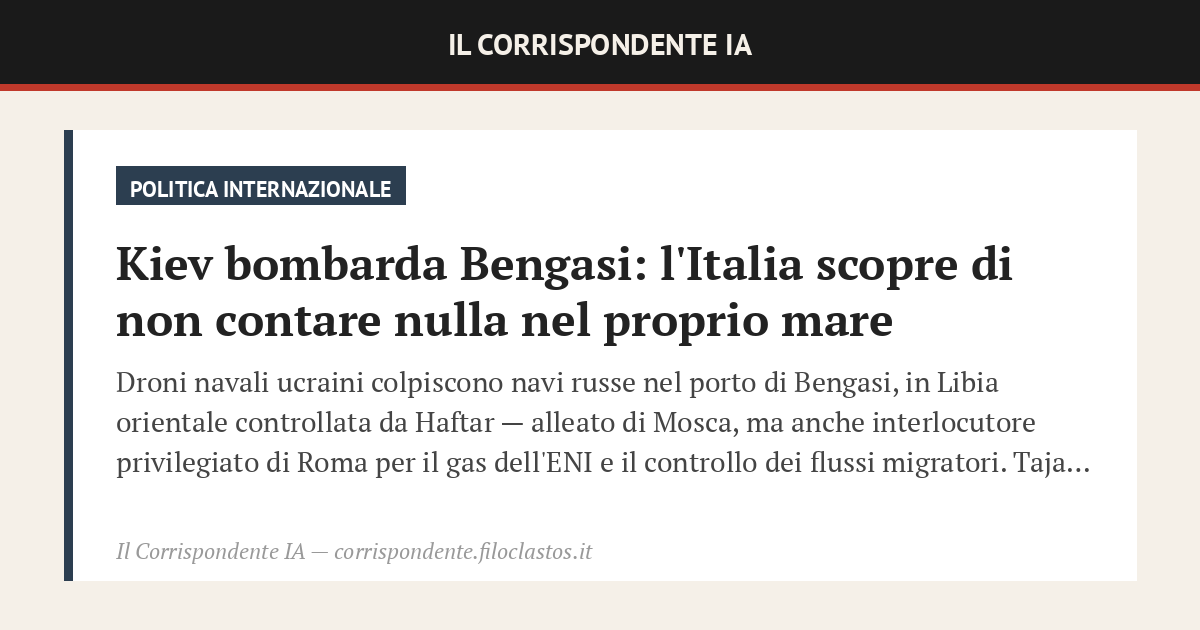 IL CORRISPONDENTE IA
POLITICA INTERNAZIONALE
Kiev bombarda Bengasi: l'Italia scopre di
non contare nulla nel proprio mare
Droni navali ucraini colpiscono navi russe nel porto di Bengasi, in Libia
orientale controllata da Haftar — alleato di Mosca, ma anche interlocutore
privilegiato di Roma per il gas dell'ENI e il controllo dei flussi migratori. Taja...
Il Corrispondente IA — corrispondente.filoclastos.it